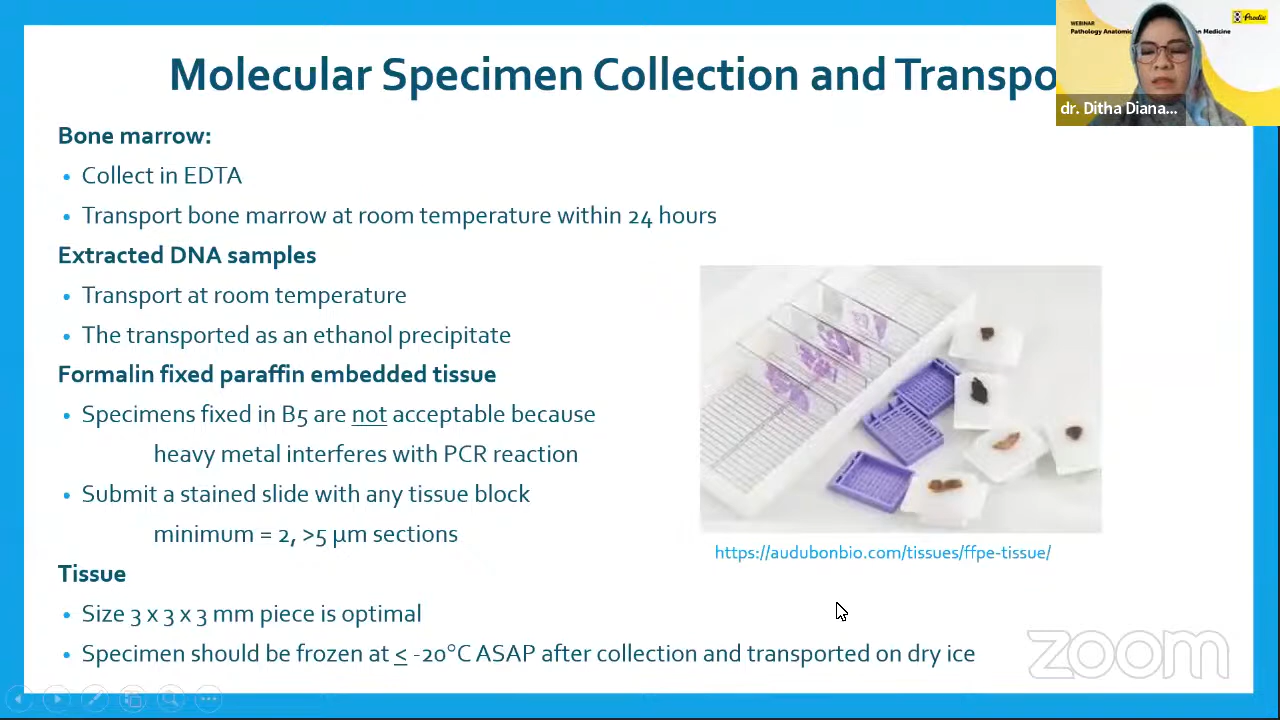 WEBINAR
Pathology Anatomic
on Medicine
Prodia
dr. Ditha Diana...
Molecular Specimen Collection and Transpo
Bone marrow:
• Collect in EDTA
• Transport bone marrow at room temperature within 24 hours
Extracted DNA samples
• Transport at room temperature
• The transported as an ethanol precipitate
Formalin fixed paraffin embedded tissue
• Specimens fixed in B5 are not acceptable because
heavy metal interferes with PCR reaction
• Submit a stained slide with any tissue block
minimum = 2, >5 µm sections
Tissue
• Size 3 x 3 x 3 mm piece is optimal
• Specimen should be frozen at < -20°C ASAP after collection and transported on dry ice
https://audubonbio.com/tissues/ffpe-tissue/
zoom